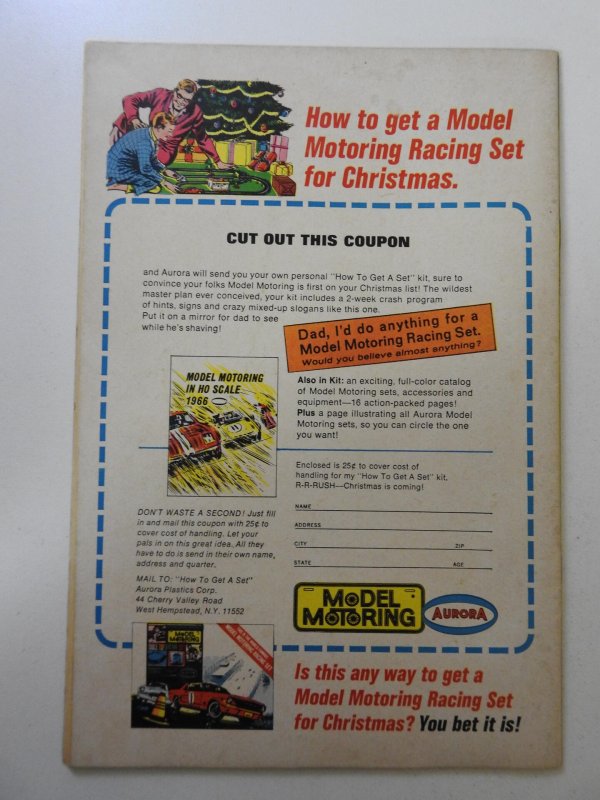 How to get a Model
Motoring Racing Set
for Christmas.
CUT OUT THIS COUPON
and Aurora will send you your own personal "How To Get A Set" kit, sure to
convince your folks Model Motoring is first on your Christmas list! The wildest
master plan ever conceived, your kit includes a 2-week crash program
of hints, signs and crazy mixed-up slogans like this one.
Put it on a mirror for dad to see
while he's shaving!
Dad, I'd do anything for a
Model Motoring Racing Set.
Would you believe almost anything?
MODEL MOTORING
IN HO SCALE
1966
Also in Kit: an exciting, full-color catalog
of Model Motoring sets, accessories and
equipment—16 action-packed pages!
Plus a page illustrating all Aurora Model
Motoring sets, so you can circle the one
you want!
Enclosed is 25¢ to cover cost of
handling for my "How To Get A Set" kit.
R-R-RUSH—Christmas is coming!
NAME
ADDRESS
CITY ZIP
STATE AGE
DON'T WASTE A SECOND! Just fill
in and mail this coupon with 25¢ to
cover cost of handling. Let your
pals in on this great idea. All they
have to do is send in their own name,
address and quarter.
MAIL TO: "How To Get A Set"
Aurora Plastics Corp.
44 Cherry Valley Road
West Hempstead, N.Y. 11552
MODEL
MOTORING
AURORA
MODEL
MOTORING
MODEL MOTORING RACING SET
Is this any way to get a
Model Motoring Racing Set
for Christmas? You bet it is!